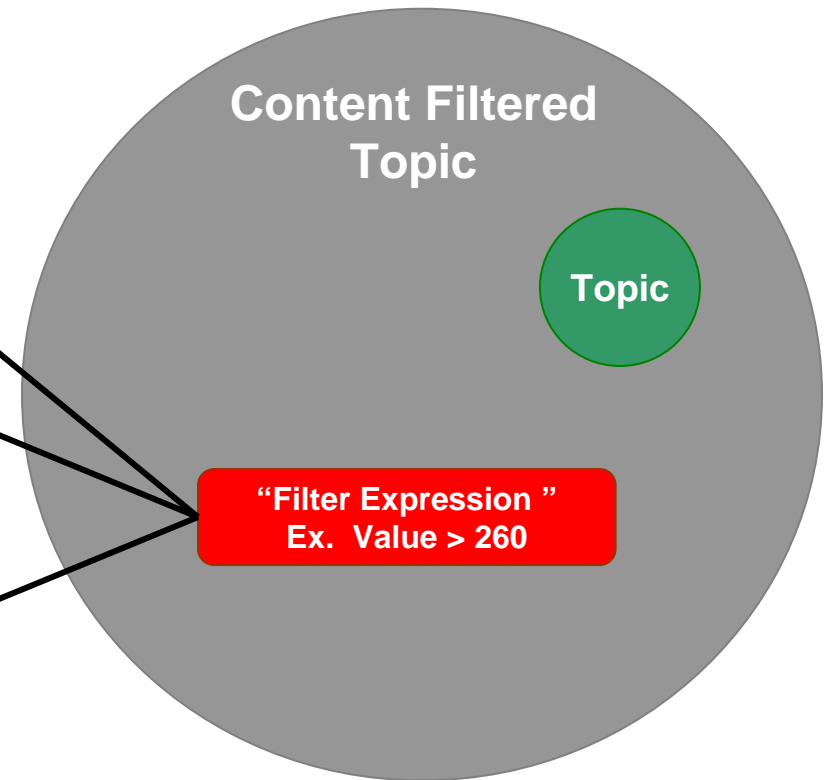 Content Filtered
Topic
Topic
“Filter Expression ”
Ex.  Value > 260